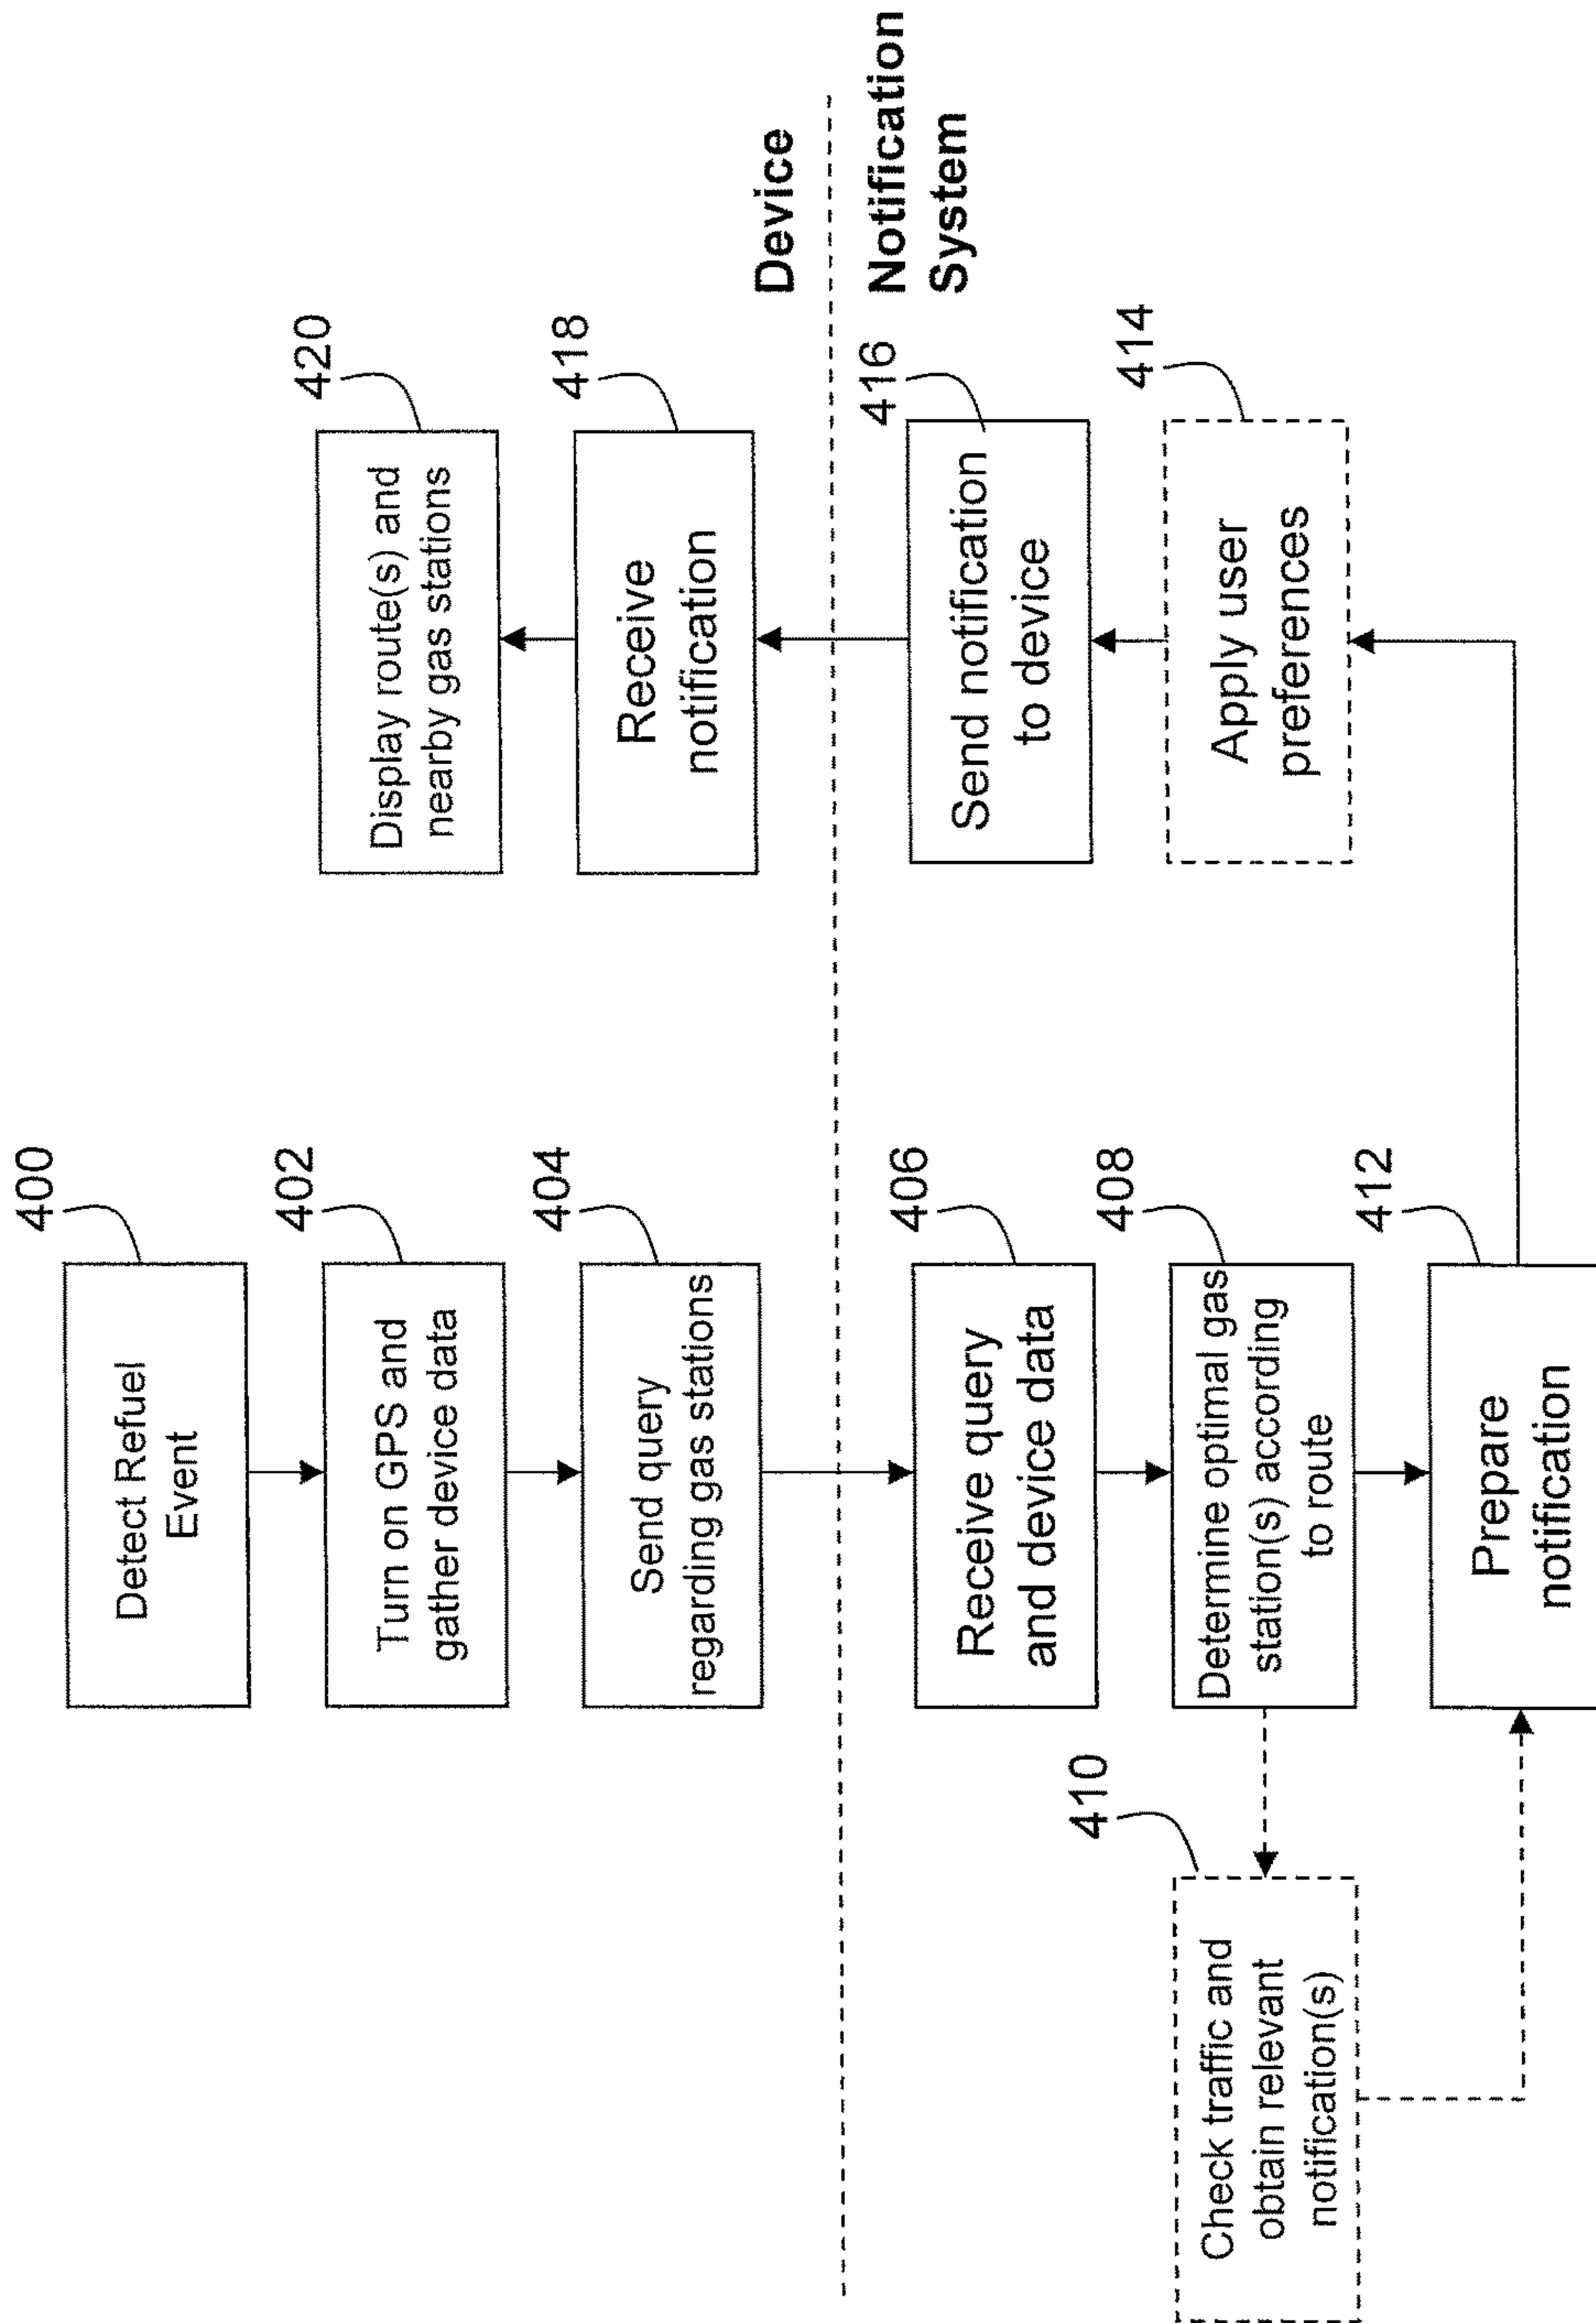 400
Detect Refuel
Event
402
Turn on GPS and
gather device data
404
Send query
regarding gas stations
406
Receive query
and device data
408
Determine optimal gas
station(s) according
to route
410
Check traffic and
obtain relevant
notification(s)
412
Prepare
notification
414
Apply user
preferences
416
Send notification
to device
418
Receive
notification
420
Display route(s) and
nearby gas stations
Device
Notification
System